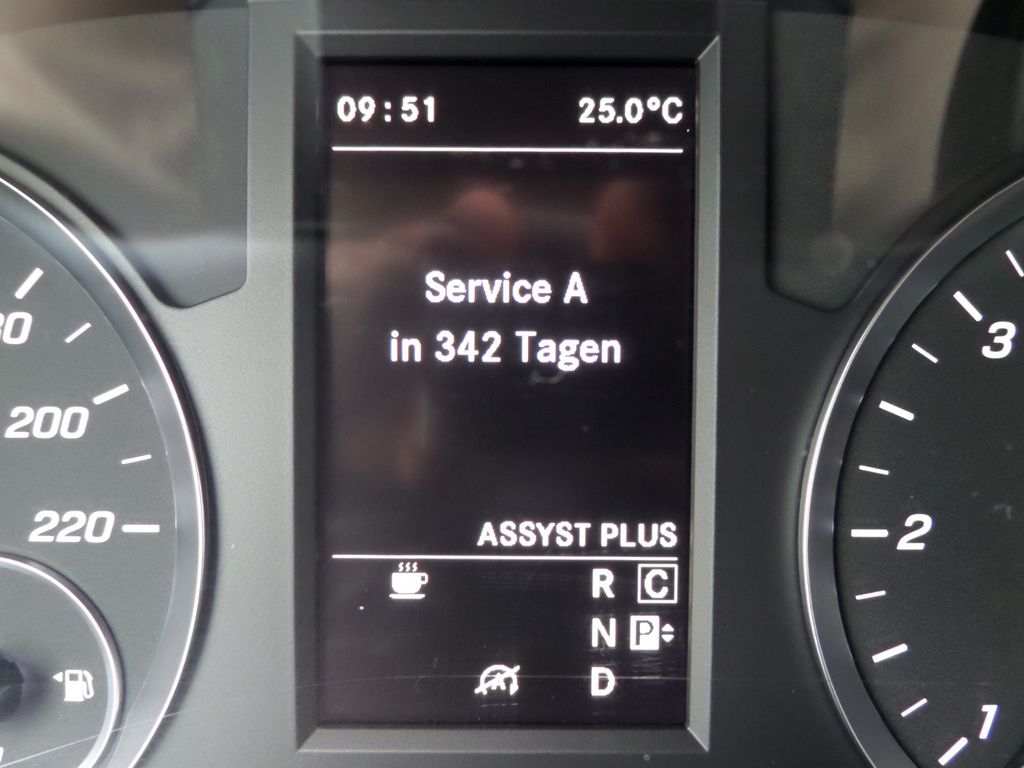 09:51 25.0°C
Service A
in 342 Tagen
ASSYST PLUS
R C
N P
D
200
220
3
2
1